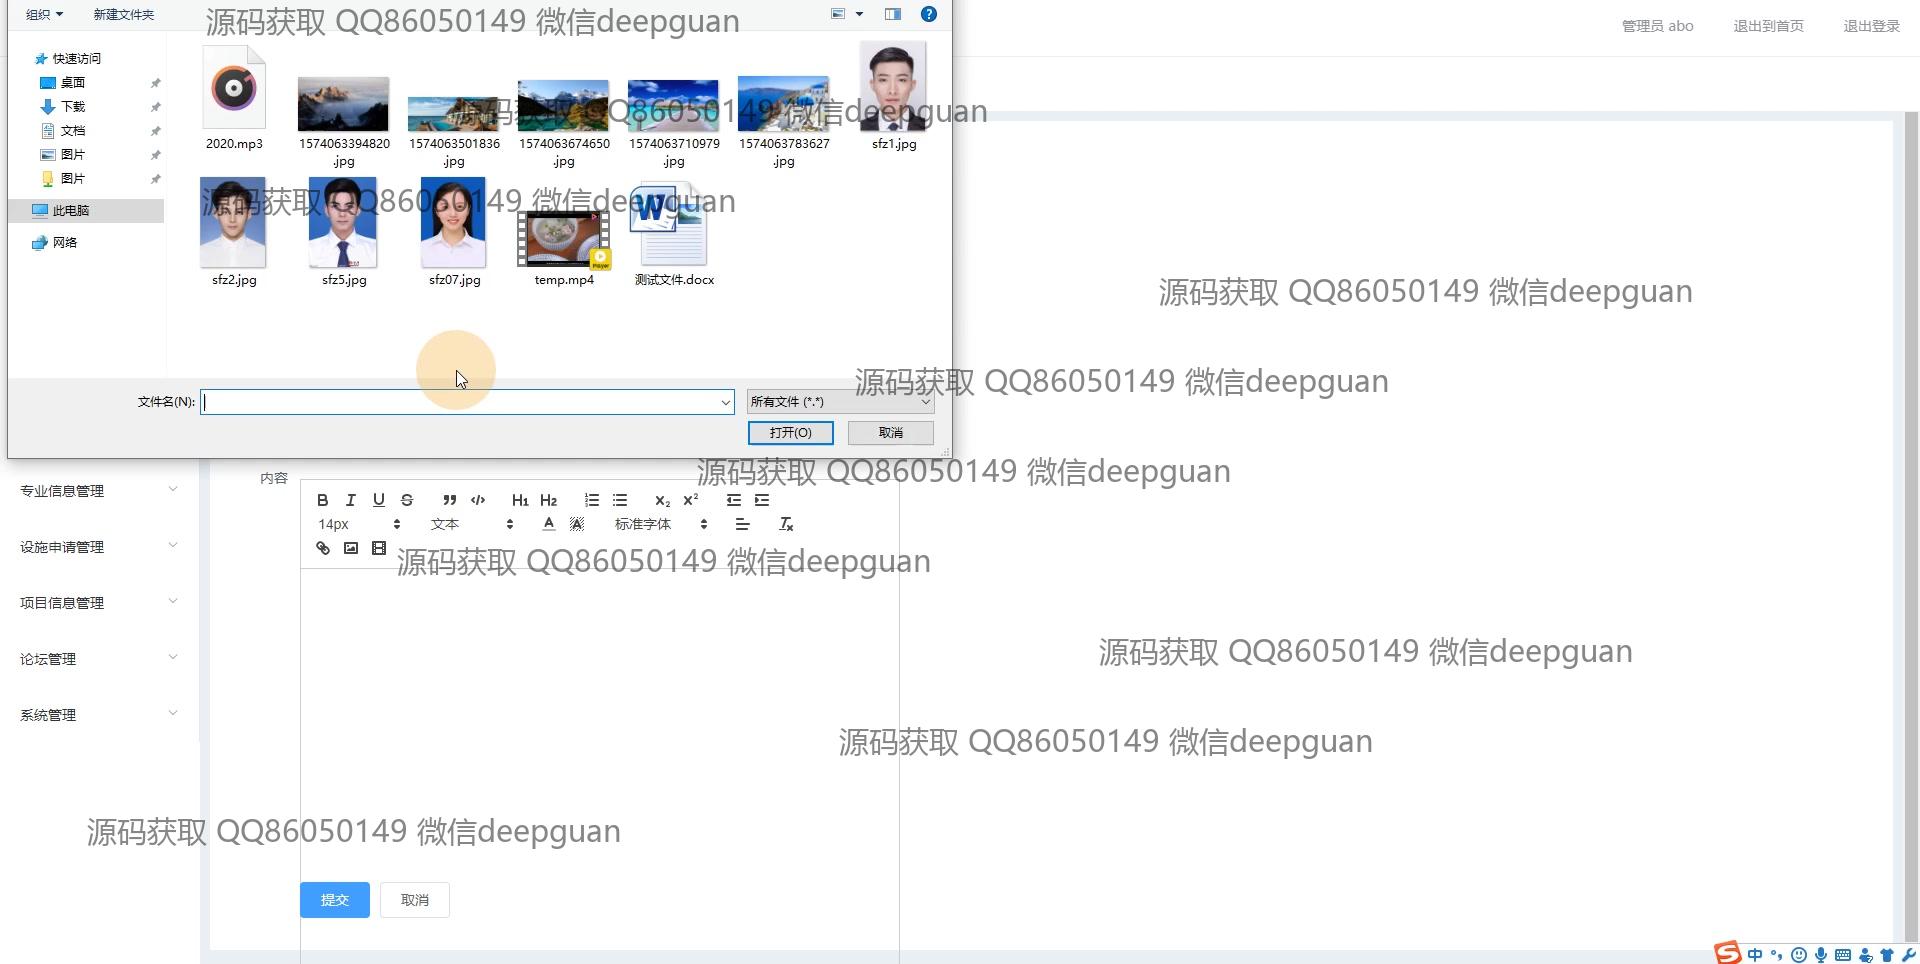 组织 新建文件夹
源码获取 QQ86050149 微信deepguan
管理员 abo 退出到首页 退出登录
快速访问
桌面
下载
文档
图片
图片
此电脑
网络
源码获取 QQ86050149 微信deepguan
2020.mp3
1574063394820.jpg
1574063501836.jpg
1574063674650.jpg
1574063710979.jpg
1574063783627.jpg
sfz1.jpg
源码获取 QQ86050149 微信deepguan
sfz2.jpg
sfz5.jpg
sfz07.jpg
temp.mp4
测试文件.docx
源码获取 QQ86050149 微信deepguan
源码获取 QQ86050149 微信deepguan
文件名(N): 所有文件 (*.*)
打开(O) 取消
源码获取 QQ86050149 微信deepguan
内容
B I U S H1 H2 X2 X2
14px 文本 A A 标准字体 Tx
源码获取 QQ86050149 微信deepguan
专业信息管理
设施申请管理
项目信息管理
论坛管理
系统管理
源码获取 QQ86050149 微信deepguan
源码获取 QQ86050149 微信deepguan
源码获取 QQ86050149 微信deepguan
提交 取消
中